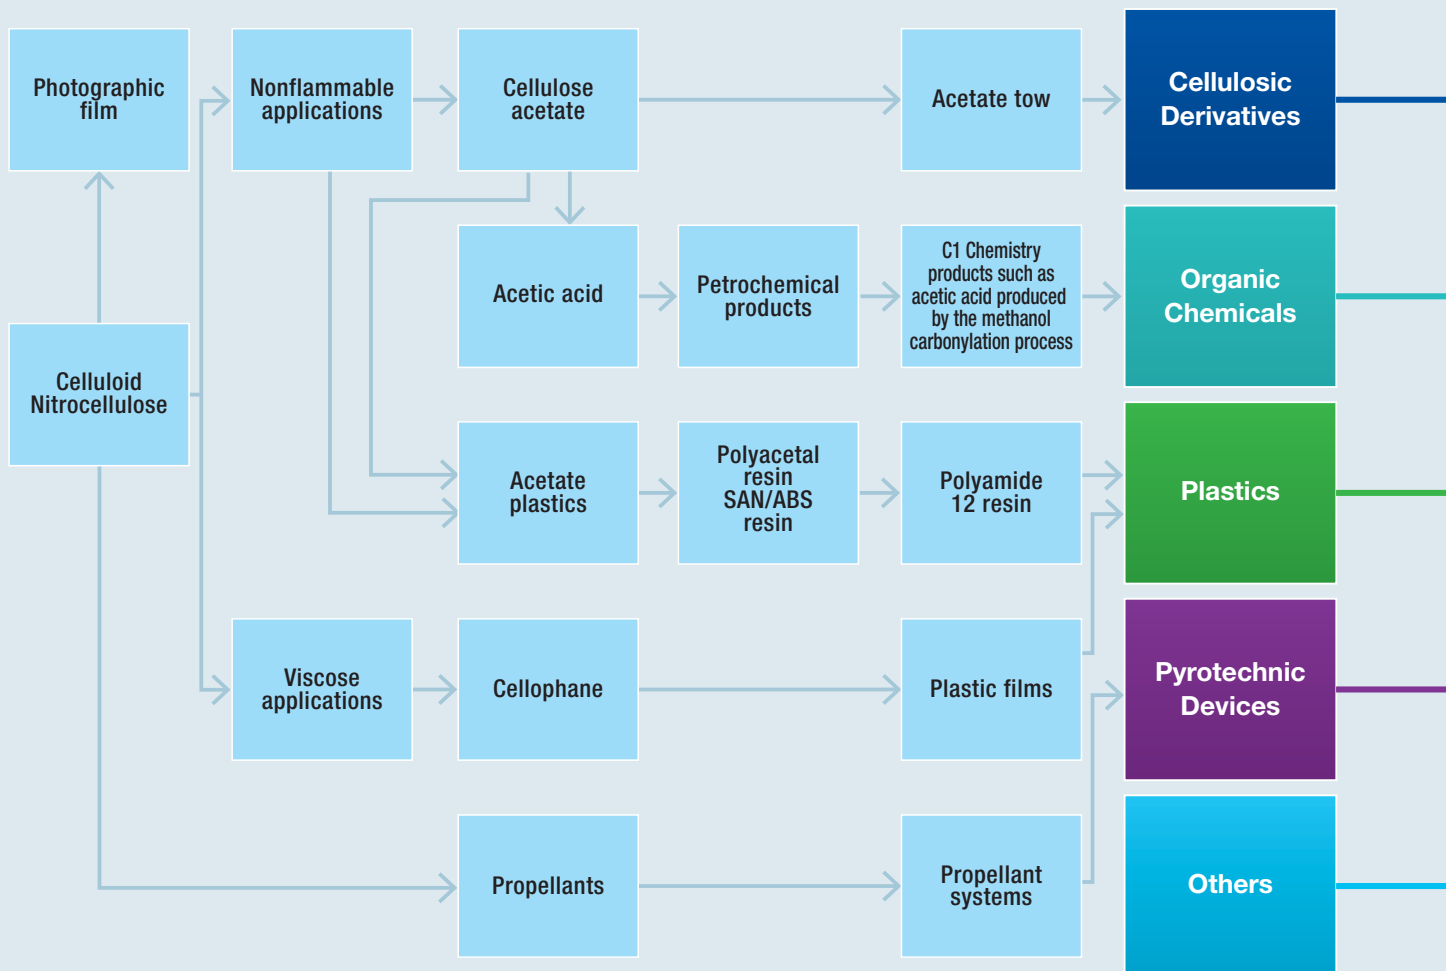 Photographic
film
Nonflammable
applications
Cellulose
acetate
Acetate tow
Cellulosic
Derivatives
Acetic acid
Petrochemical
products
C1 Chemistry
products such as
acetic acid produced
by the methanol
carbonylation process
Organic
Chemicals
Celluloid
Nitrocellulose
Acetate
plastics
Polyacetal
resin
SAN/ABS
resin
Polyamide
12 resin
Plastics
Viscose
applications
Cellophane
Plastic films
Pyrotechnic
Devices
Propellants
Propellant
systems
Others